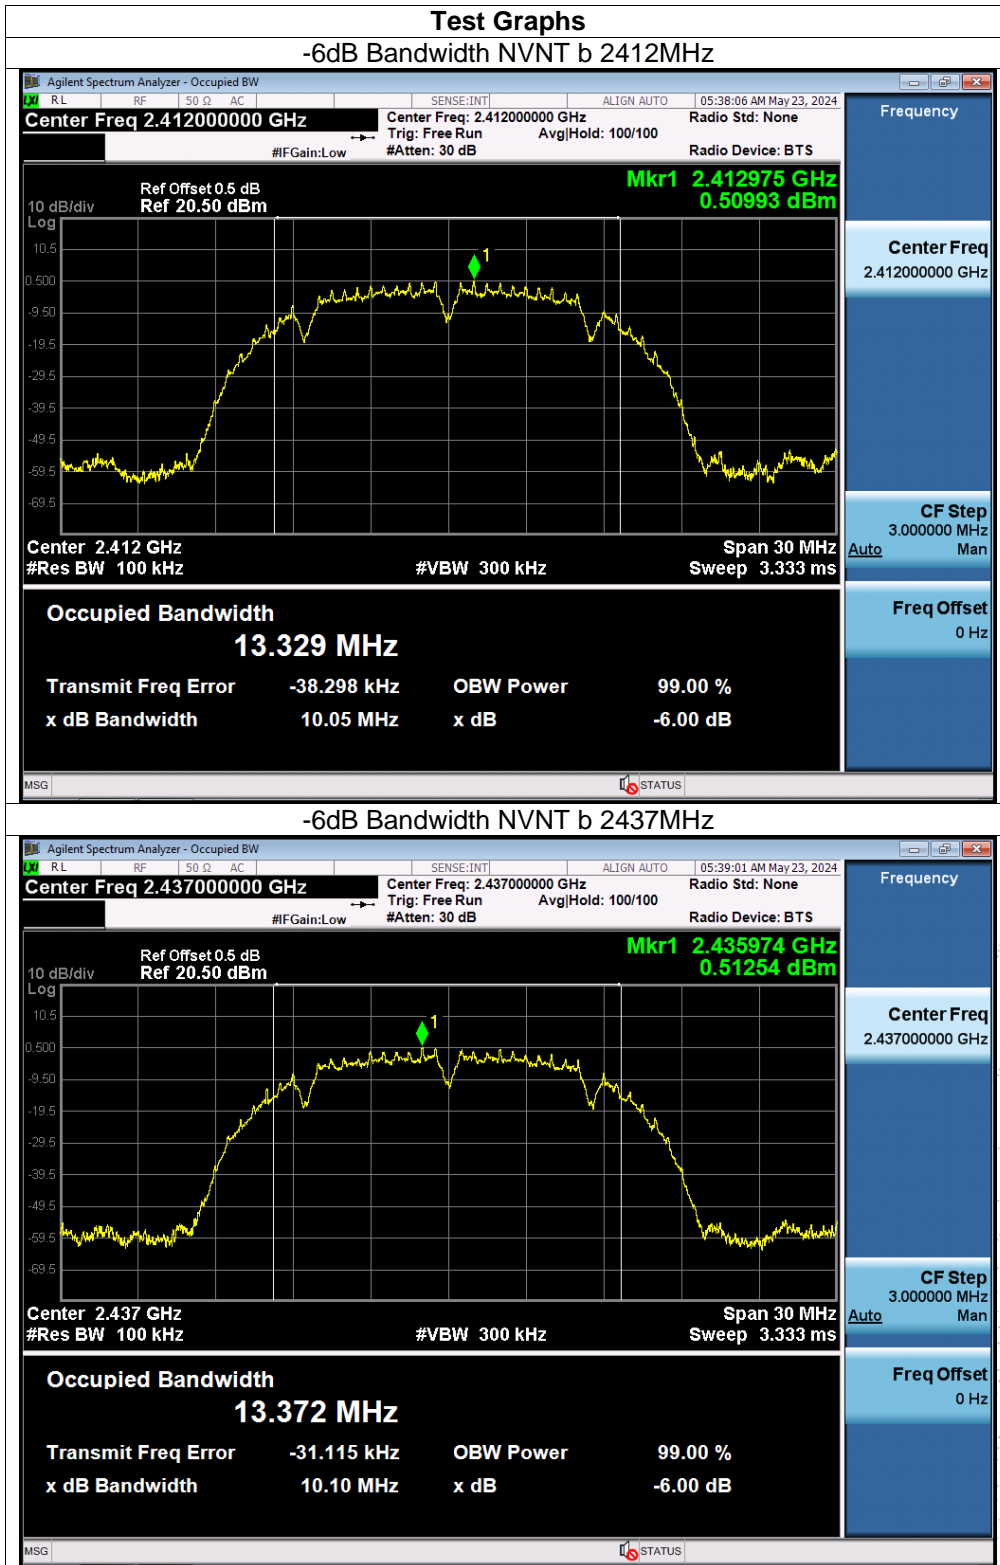 Test Graphs
-6dB Bandwidth NVNT b 2412MHz
Agilent Spectrum Analyzer - Occupied BW
LXI RL RF 50 Ω AC SENSE:INT ALIGN AUTO 05:38:06 AM May 23, 2024
Center Freq 2.412000000 GHz Center Freq: 2.412000000 GHz Radio Std: None Frequency
Trig: Free Run Avg|Hold: 100/100
#IFGain:Low #Atten: 30 dB Radio Device: BTS
Mkr1 2.412975 GHz
Ref Offset 0.5 dB 0.50993 dBm
10 dB/div Ref 20.50 dBm
Log
1
10.5 Center Freq
2.412000000 GHz
0.500
-9.50
-19.5
-29.5
-39.5
-49.5
-59.5
-69.5
CF Step
3.000000 MHz
Auto Man
Center 2.412 GHz Span 30 MHz
#Res BW 100 kHz #VBW 300 kHz Sweep 3.333 ms
Occupied Bandwidth Freq Offset
0 Hz
13.329 MHz
Transmit Freq Error -38.298 kHz OBW Power 99.00 %
x dB Bandwidth 10.05 MHz x dB -6.00 dB
MSG STATUS
-6dB Bandwidth NVNT b 2437MHz
Agilent Spectrum Analyzer - Occupied BW
LXI RL RF 50 Ω AC SENSE:INT ALIGN AUTO 05:39:01 AM May 23, 2024
Center Freq 2.437000000 GHz Center Freq: 2.437000000 GHz Radio Std: None Frequency
Trig: Free Run Avg|Hold: 100/100
#IFGain:Low #Atten: 30 dB Radio Device: BTS
Mkr1 2.435974 GHz
Ref Offset 0.5 dB 0.51254 dBm
10 dB/div Ref 20.50 dBm
Log
1
10.5 Center Freq
2.437000000 GHz
0.500
-9.50
-19.5
-29.5
-39.5
-49.5
-59.5
-69.5
CF Step
3.000000 MHz
Auto Man
Center 2.437 GHz Span 30 MHz
#Res BW 100 kHz #VBW 300 kHz Sweep 3.333 ms
Occupied Bandwidth Freq Offset
0 Hz
13.372 MHz
Transmit Freq Error -31.115 kHz OBW Power 99.00 %
x dB Bandwidth 10.10 MHz x dB -6.00 dB
MSG STATUS